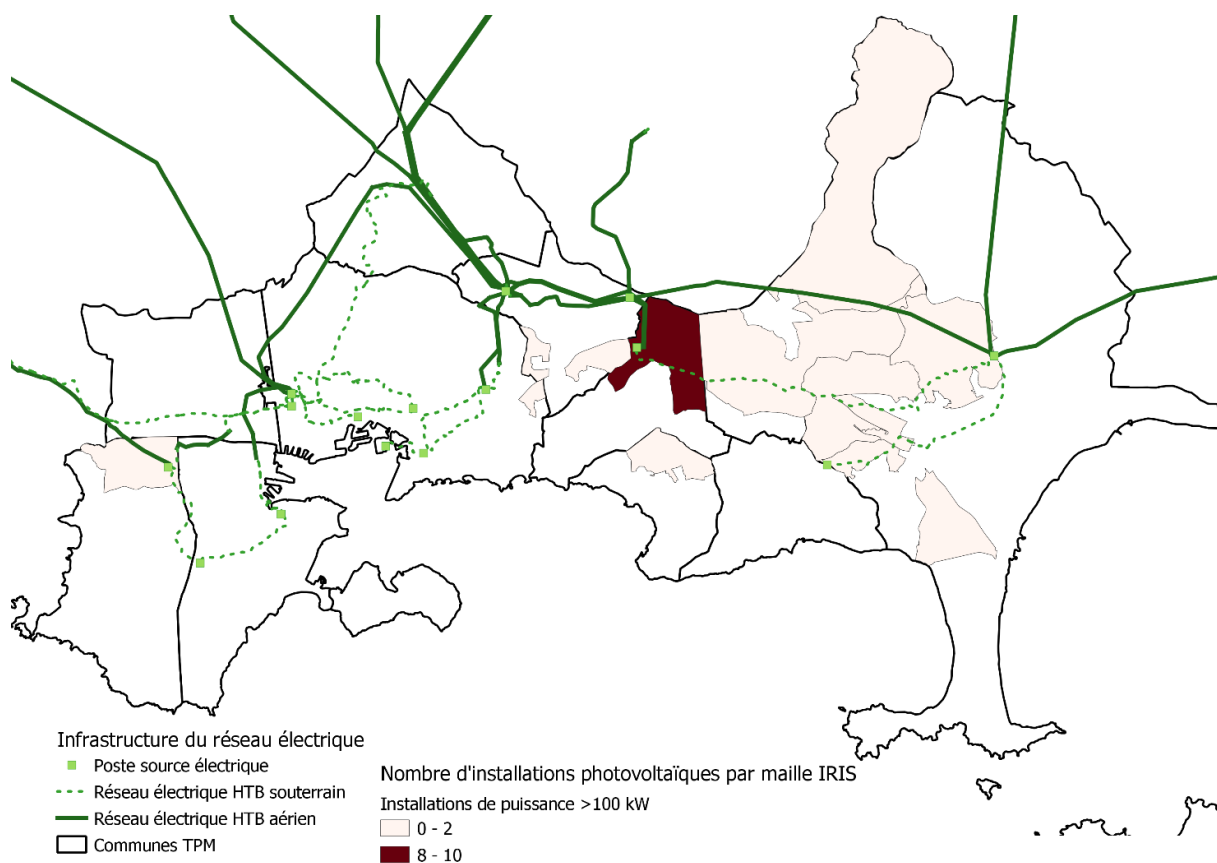 Infrastructure du réseau électrique
Poste source électrique
Réseau électrique HTB souterrain
Réseau électrique HTB aérien
Communes TPM
Nombre d'installations photovoltaïques par maille IRIS
Installations de puissance >100 kW
0 - 2
8 - 10